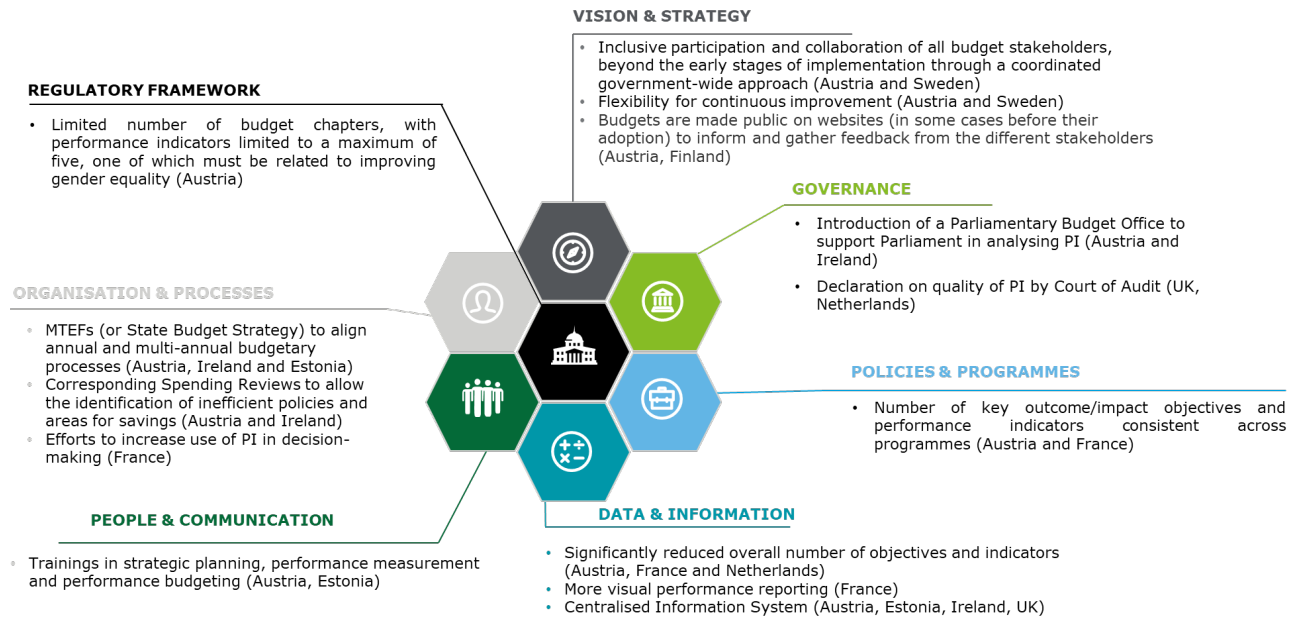 VISION & STRATEGY
• Inclusive participation and collaboration of all budget stakeholders,
beyond the early stages of implementation through a coordinated
government-wide approach (Austria and Sweden)
• Flexibility for continuous improvement (Austria and Sweden)
• Budgets are made public on websites (in some cases before their
adoption) to inform and gather feedback from the different stakeholders
(Austria, Finland)
REGULATORY FRAMEWORK
• Limited number of budget chapters, with
performance indicators limited to a maximum of
five, one of which must be related to improving
gender equality (Austria)
GOVERNANCE
• Introduction of a Parliamentary Budget Office to
support Parliament in analysing PI (Austria and
Ireland)
• Declaration on quality of PI by Court of Audit (UK,
Netherlands)
ORGANISATION & PROCESSES
◦ MTEFs (or State Budget Strategy) to align
annual and multi-annual budgetary
processes (Austria, Ireland and Estonia)
◦ Corresponding Spending Reviews to allow
the identification of inefficient policies and
areas for savings (Austria and Ireland)
◦ Efforts to increase use of PI in decision-
making (France)
POLICIES & PROGRAMMES
• Number of key outcome/impact objectives and
performance indicators consistent across
programmes (Austria and France)
PEOPLE & COMMUNICATION
◦ Trainings in strategic planning, performance measurement
and performance budgeting (Austria, Estonia)
DATA & INFORMATION
• Significantly reduced overall number of objectives and indicators
(Austria, France and Netherlands)
• More visual performance reporting (France)
• Centralised Information System (Austria, Estonia, Ireland, UK)